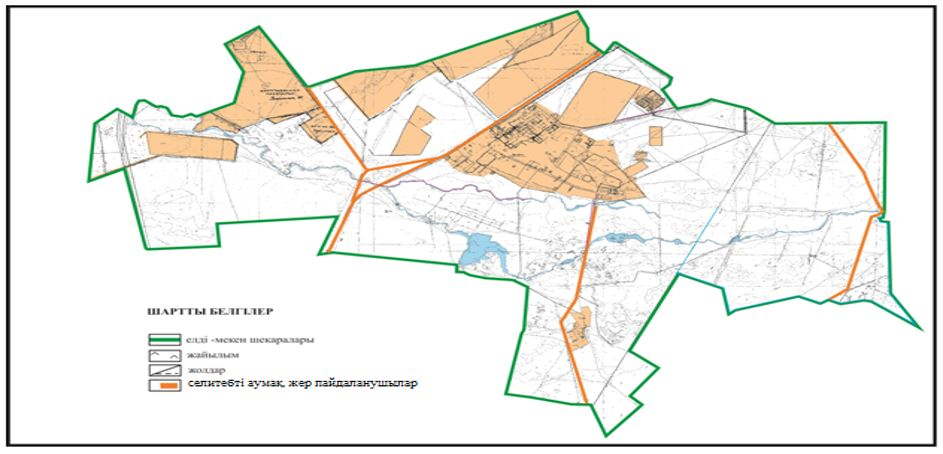 ШАРТТЫ БЕЛГІЛЕР
елді -мекен шекаралары
жайылым
жолдар
селитебті аумақ, жер пайдаланушылар